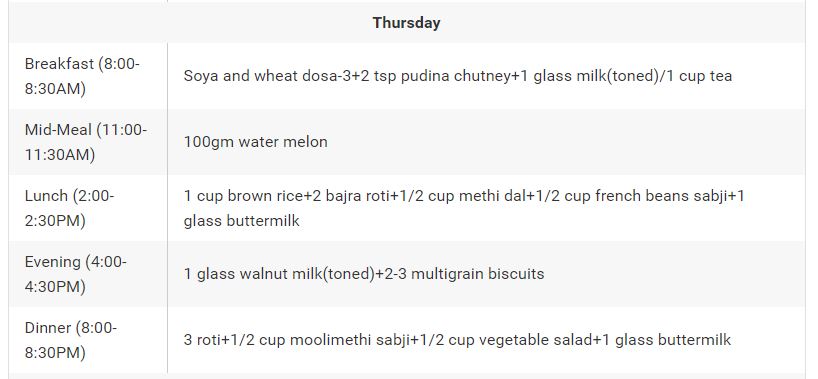 Thursday
Breakfast (8:00-
8:30AM)
Soya and wheat dosa-3+2 tsp pudina chutney+1 glass milk(toned)/1 cup tea
Mid-Meal (11:00-
11:30AM)
100gm water melon
Lunch (2:00-
2:30PM)
1 cup brown rice+2 bajra roti+1/2 cup methi dal+1/2 cup french beans sabji+1
glass buttermilk
Evening (4:00-
4:30PM)
1 glass walnut milk(toned)+2-3 multigrain biscuits
Dinner (8:00-
8:30PM)
3 roti+1/2 cup moolimethi sabji+1/2 cup vegetable salad+1 glass buttermilk